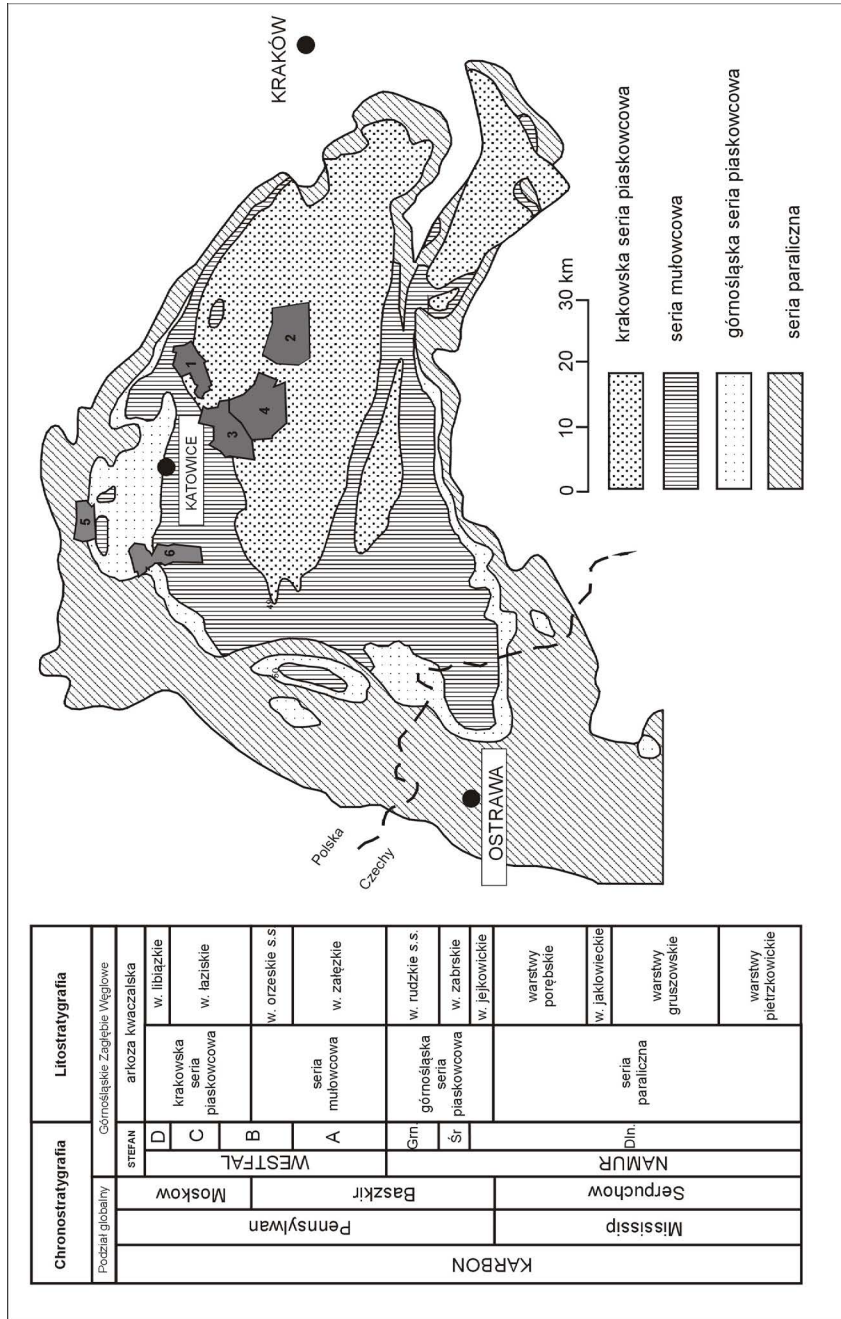 Chronostratygrafia
Litostratygrafia
Podział globalny
Górnośląskie Zagłębie Węglowe
KARBON
Pennsylwan
Mississip
Moskow
Baszkir
Serpuchow
STEFAN
WESTFAL
NAMUR
D
C
B
A
Grn.
Śr
Dln.
arkoza kwaczalska
krakowska
seria
piaskowcowa
seria
mułowcowa
górnośląska
seria
piaskowcowa
seria
paraliczna
w. libiązkie
w. łaziskie
w. orzeskie s.s.
w. załęzkie
w. rudzkie s.s.
w. zabrskie
w. jejkowickie
warstwy
porębskie
w. jaklowieckie
warstwy
gruszowskie
warstwy
pietrzkowickie
KRAKÓW
KATOWICE
OSTRAWA
Polska
Czechy
1
2
3
4
5
6
0 10 20 30 km
krakowska seria piaskowcowa
seria mułowcowa
górnośląska seria piaskowcowa
seria paraliczna